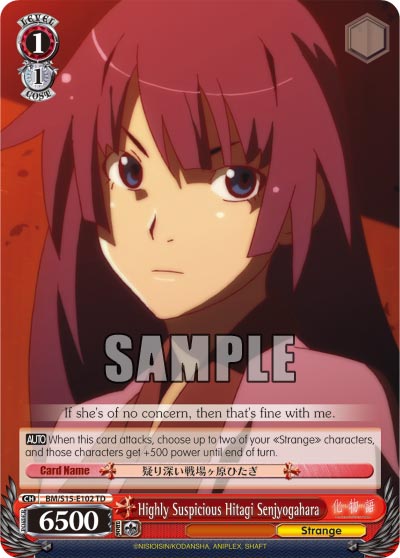 LEVEL
1
1
COST
SAMPLE
If she's of no concern, then that's fine with me.
AUTO When this card attacks, choose up to two of your «Strange» characters,
and those characters get +500 power until end of turn.
Card Name 疑り深い戦場ヶ原ひたぎ
CH BM/S15-E102 TD Highly Suspicious Hitagi Senjyogahara 化物語
6500
Strange
©NISIOISIN/KODANSHA, ANIPLEX, SHAFT